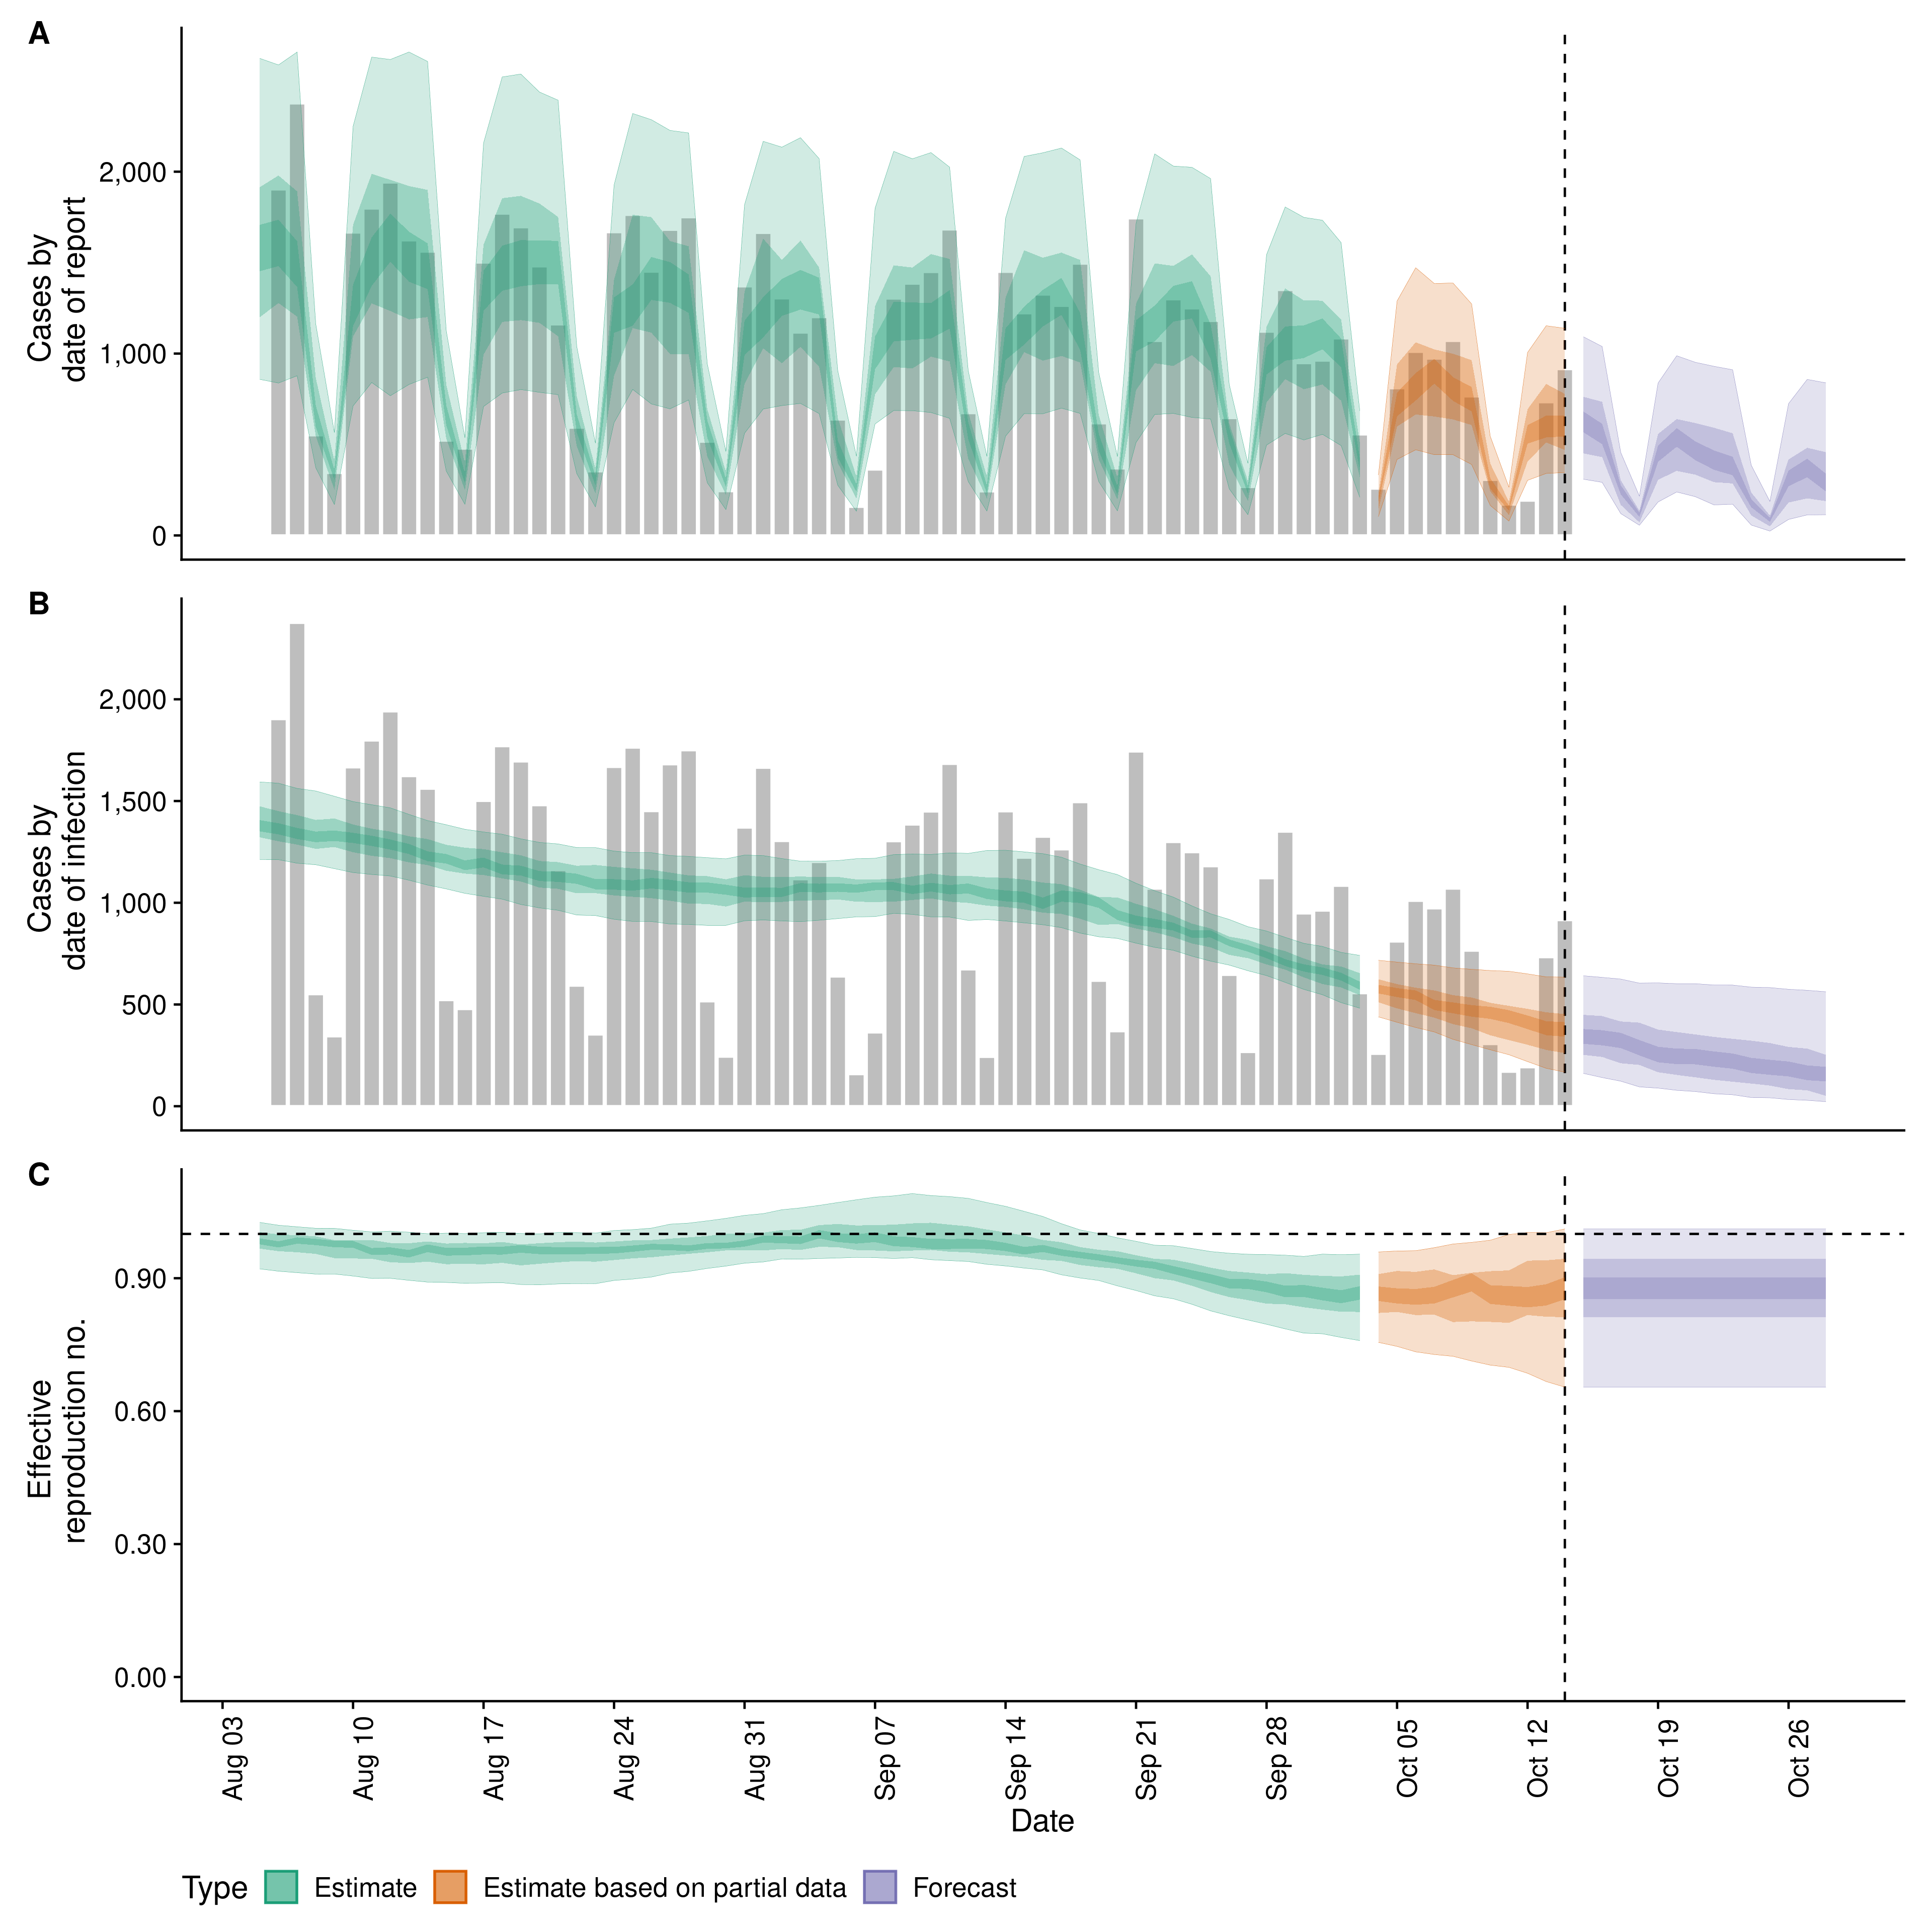 A
Cases by
date of report
2,000
1,000
0
B
Cases by
date of infection
2,000
1,500
1,000
500
0
C
Effective
reproduction no.
0.90
0.60
0.30
0.00
Aug 03
Aug 10
Aug 17
Aug 24
Aug 31
Sep 07
Sep 14
Sep 21
Sep 28
Oct 05
Oct 12
Oct 19
Oct 26
Date
Type Estimate Estimate based on partial data Forecast